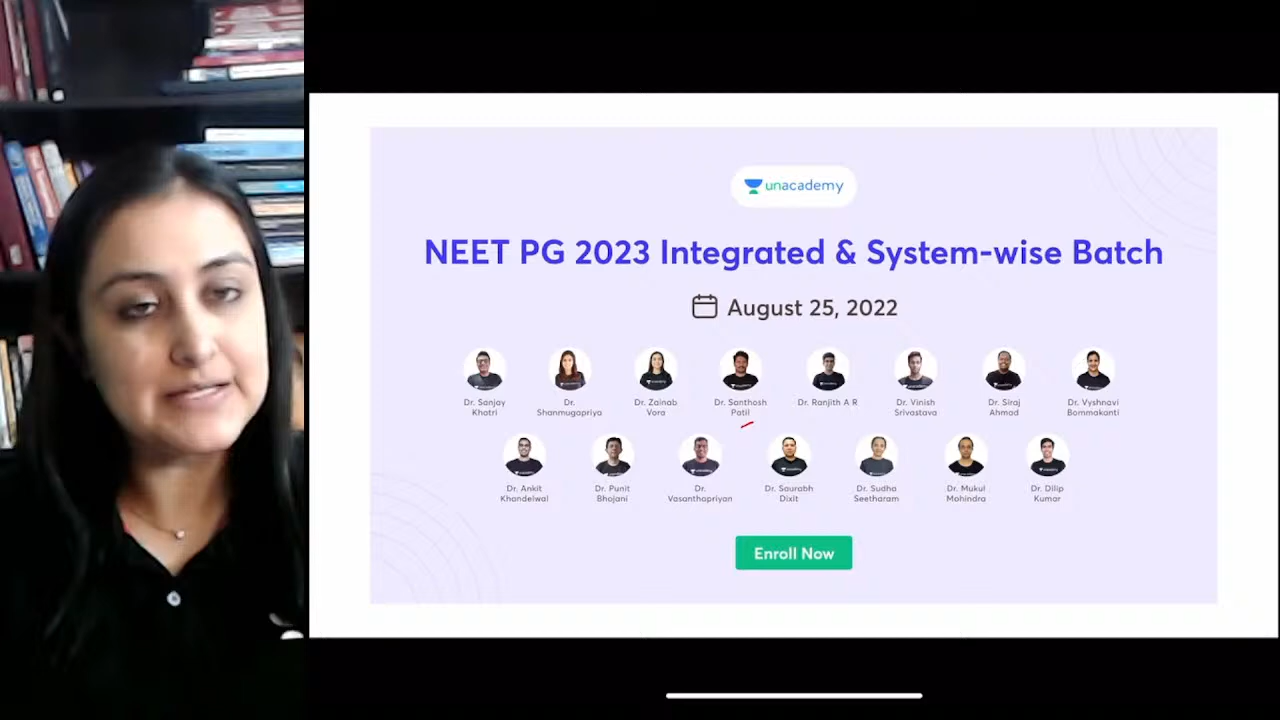 unacademy
NEET PG 2023 Integrated & System-wise Batch
August 25, 2022
Dr. Sanjay
Khatri
Dr.
Shanmugapriya
Dr. Zainab
Vora
Dr. Santhosh
Patil
Dr. Ranjith A R
Dr. Vinish
Srivastava
Dr. Siraj
Ahmad
Dr. Vyshnavi
Bommakanti
Dr. Ankit
Khandelwal
Dr. Punit
Bhojani
Dr.
Vasanthapriyan
Dr. Saurabh
Dixit
Dr. Sudha
Seetharam
Dr. Mukul
Mohindra
Dr. Dilip
Kumar
Enroll Now